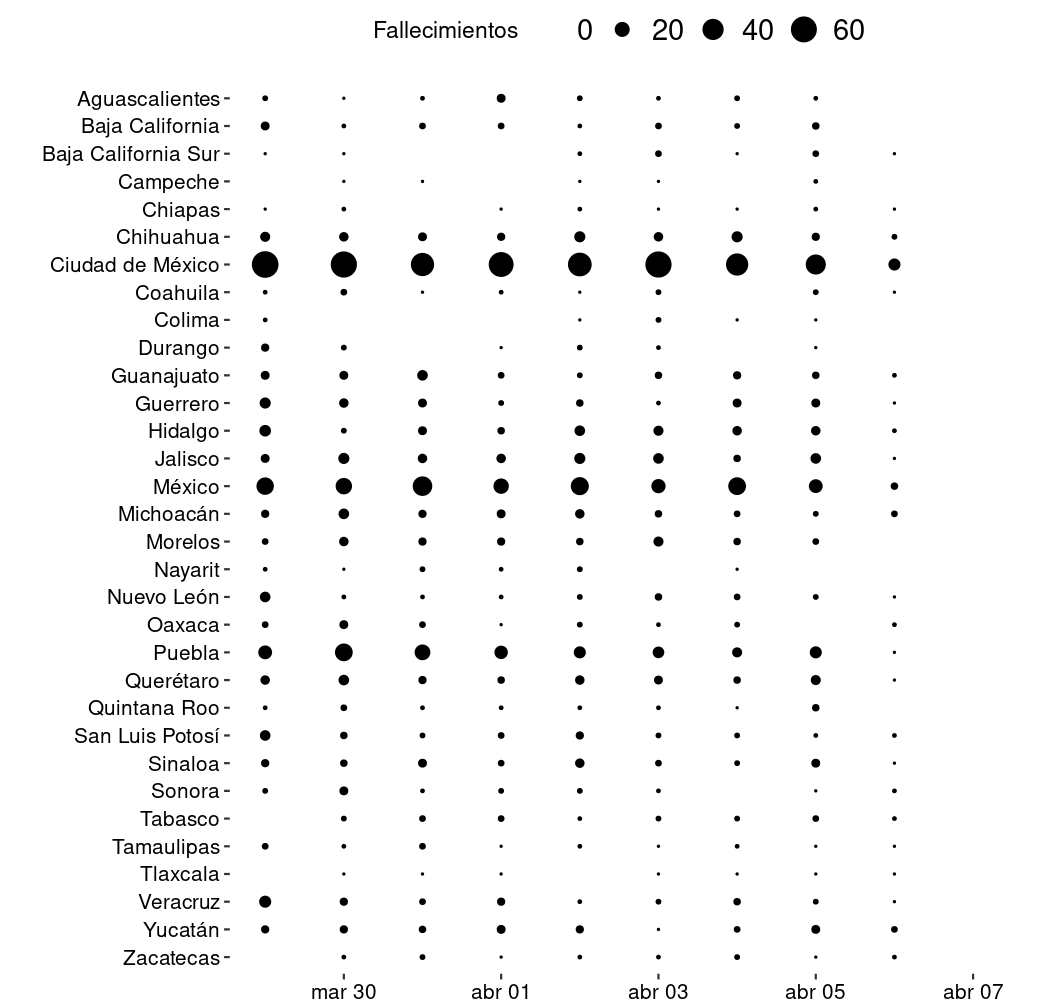 Fallecimientos 0 20 40 60
Aguascalientes
Baja California
Baja California Sur
Campeche
Chiapas
Chihuahua
Ciudad de México
Coahuila
Colima
Durango
Guanajuato
Guerrero
Hidalgo
Jalisco
México
Michoacán
Morelos
Nayarit
Nuevo León
Oaxaca
Puebla
Querétaro
Quintana Roo
San Luis Potosí
Sinaloa
Sonora
Tabasco
Tamaulipas
Tlaxcala
Veracruz
Yucatán
Zacatecas
mar 30 abr 01 abr 03 abr 05 abr 07